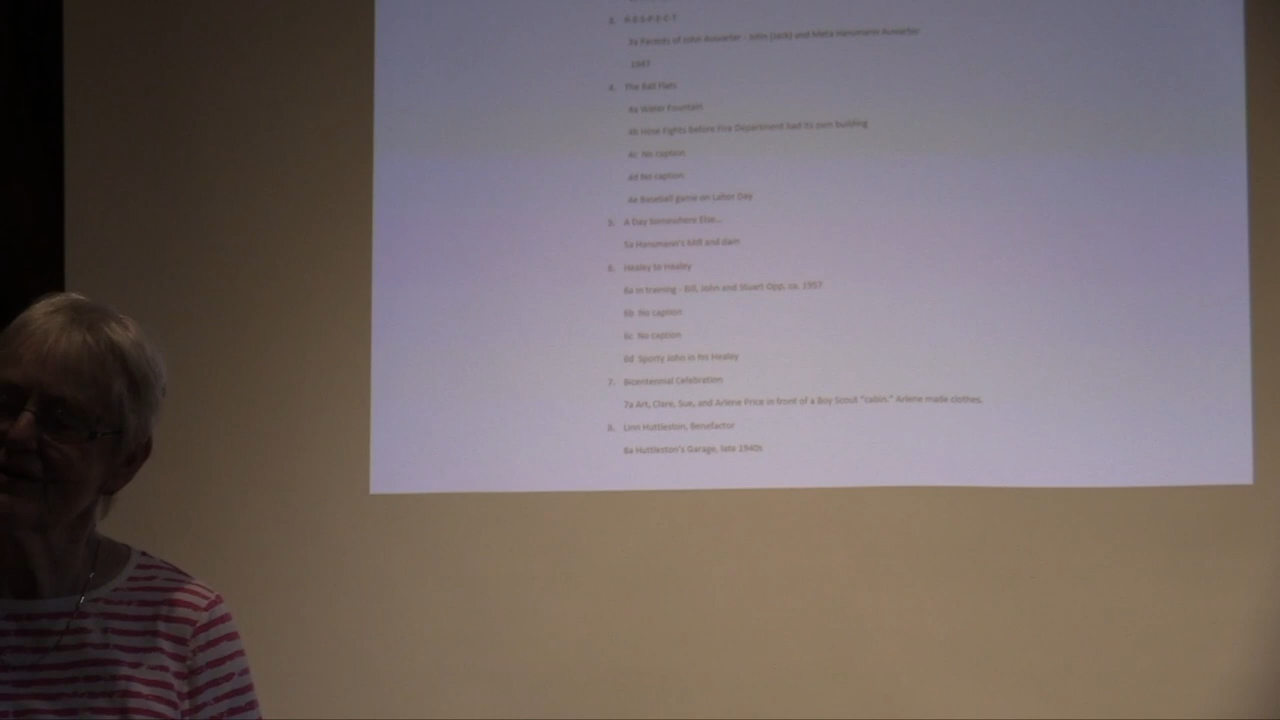 3. R-E-S-P-E-C-T
3a Parents of John - John (Jack) and Meta Hansmann
1947
4. The Ball Flats
4a Water Fountain
4b Hose Fights Before Fire Department had its own building
4c No caption
4d No caption
4e Baseball game on Labor Day
5. A Day Somewhere Else...
5a Hansmann's Mill and dam
6. Healey to Healey
6a In training - Bill, John and Stuart Opp, ca. 1957
6b No caption
6c No caption
6d Sporty John in his Healey
7. Bicentennial Celebration
7a Art, Clare, Sue, and Arlene Price in front of a Boy Scout "cabin." Arlene made clothes.
8. Linn Huttleston, Benefactor
8a Huttleston's Garage, late 1940s